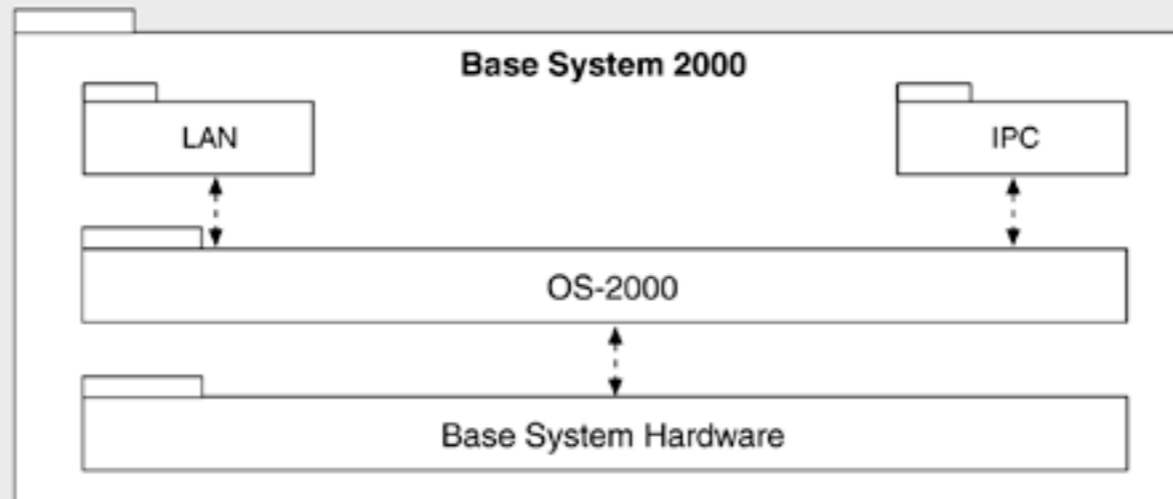 Base System 2000
LAN
IPC
OS-2000
Base System Hardware